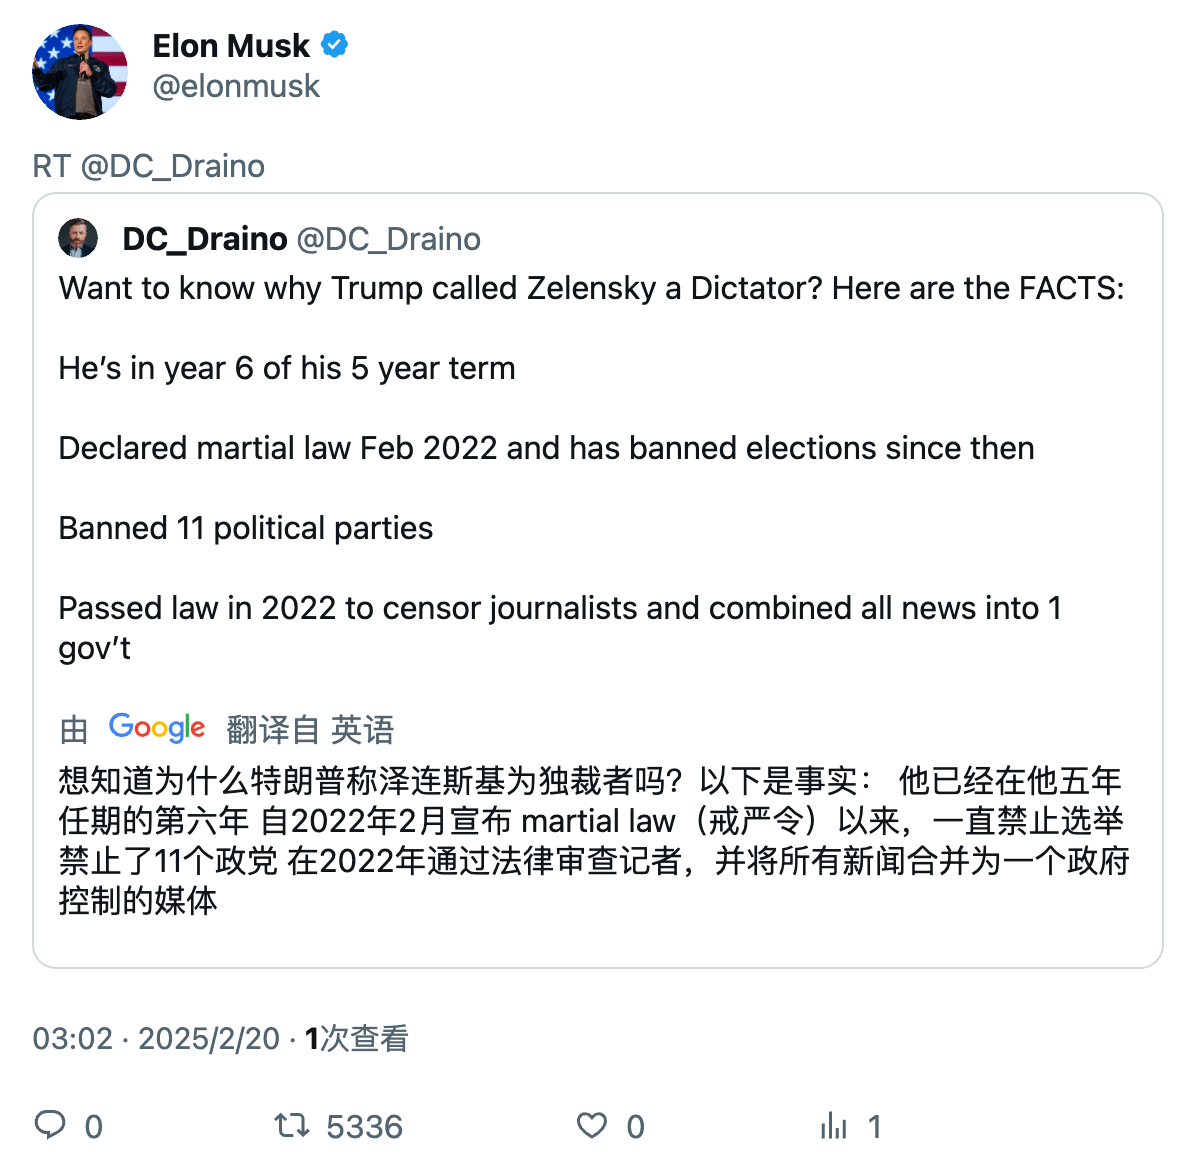 Elon Musk
@elonmusk
RT @DC_Draino
DC_Draino @DC_Draino
Want to know why Trump called Zelensky a Dictator? Here are the FACTS:
He’s in year 6 of his 5 year term
Declared martial law Feb 2022 and has banned elections since then
Banned 11 political parties
Passed law in 2022 to censor journalists and combined all news into 1
gov’t
由 Google 翻译自 英语
想知道为什么特朗普称泽连斯基为独裁者吗？以下是事实： 他已经在他五年
任期的第六年 自2022年2月宣布 martial law（戒严令）以来，一直禁止选举
禁止了11个政党 在2022年通过法律审查记者，并将所有新闻合并为一个政府
控制的媒体
03:02 · 2025/2/20 · 1次查看
0 5336 0 1